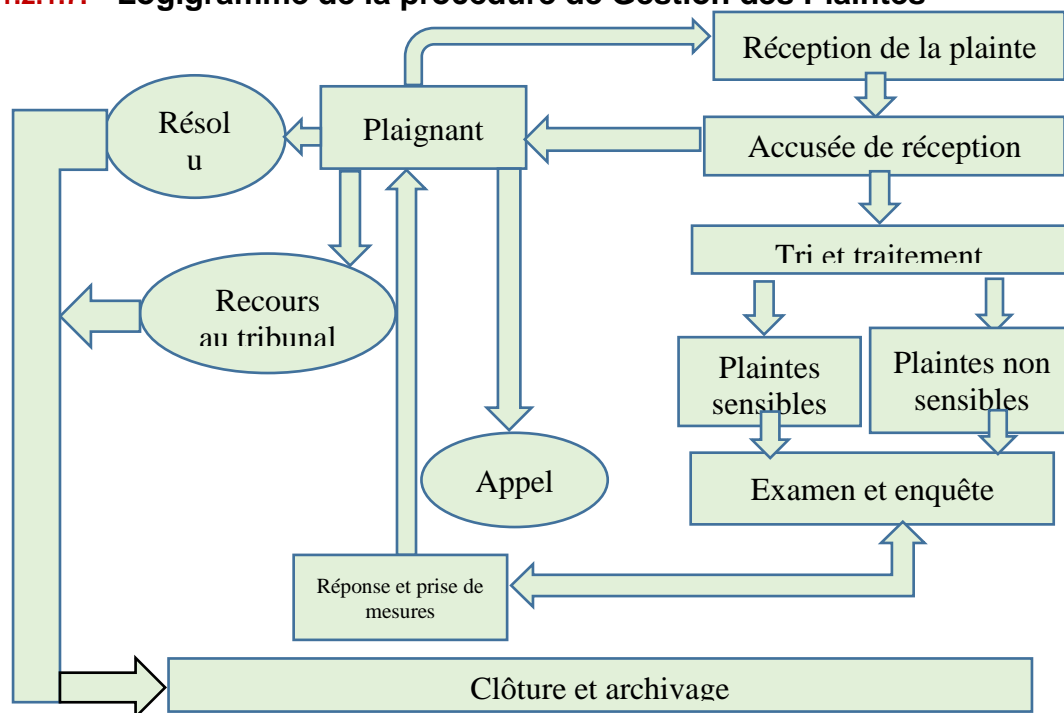 Logigramme de la procédure de Gestion des Plaintes
Réception de la plainte
Plaignant
Résol
u
Accusée de réception
Tri et traitement
Recours
au tribunal
Plaintes
sensibles
Plaintes non
sensibles
Appel
Examen et enquête
Réponse et prise de
mesures
Clôture et archivage